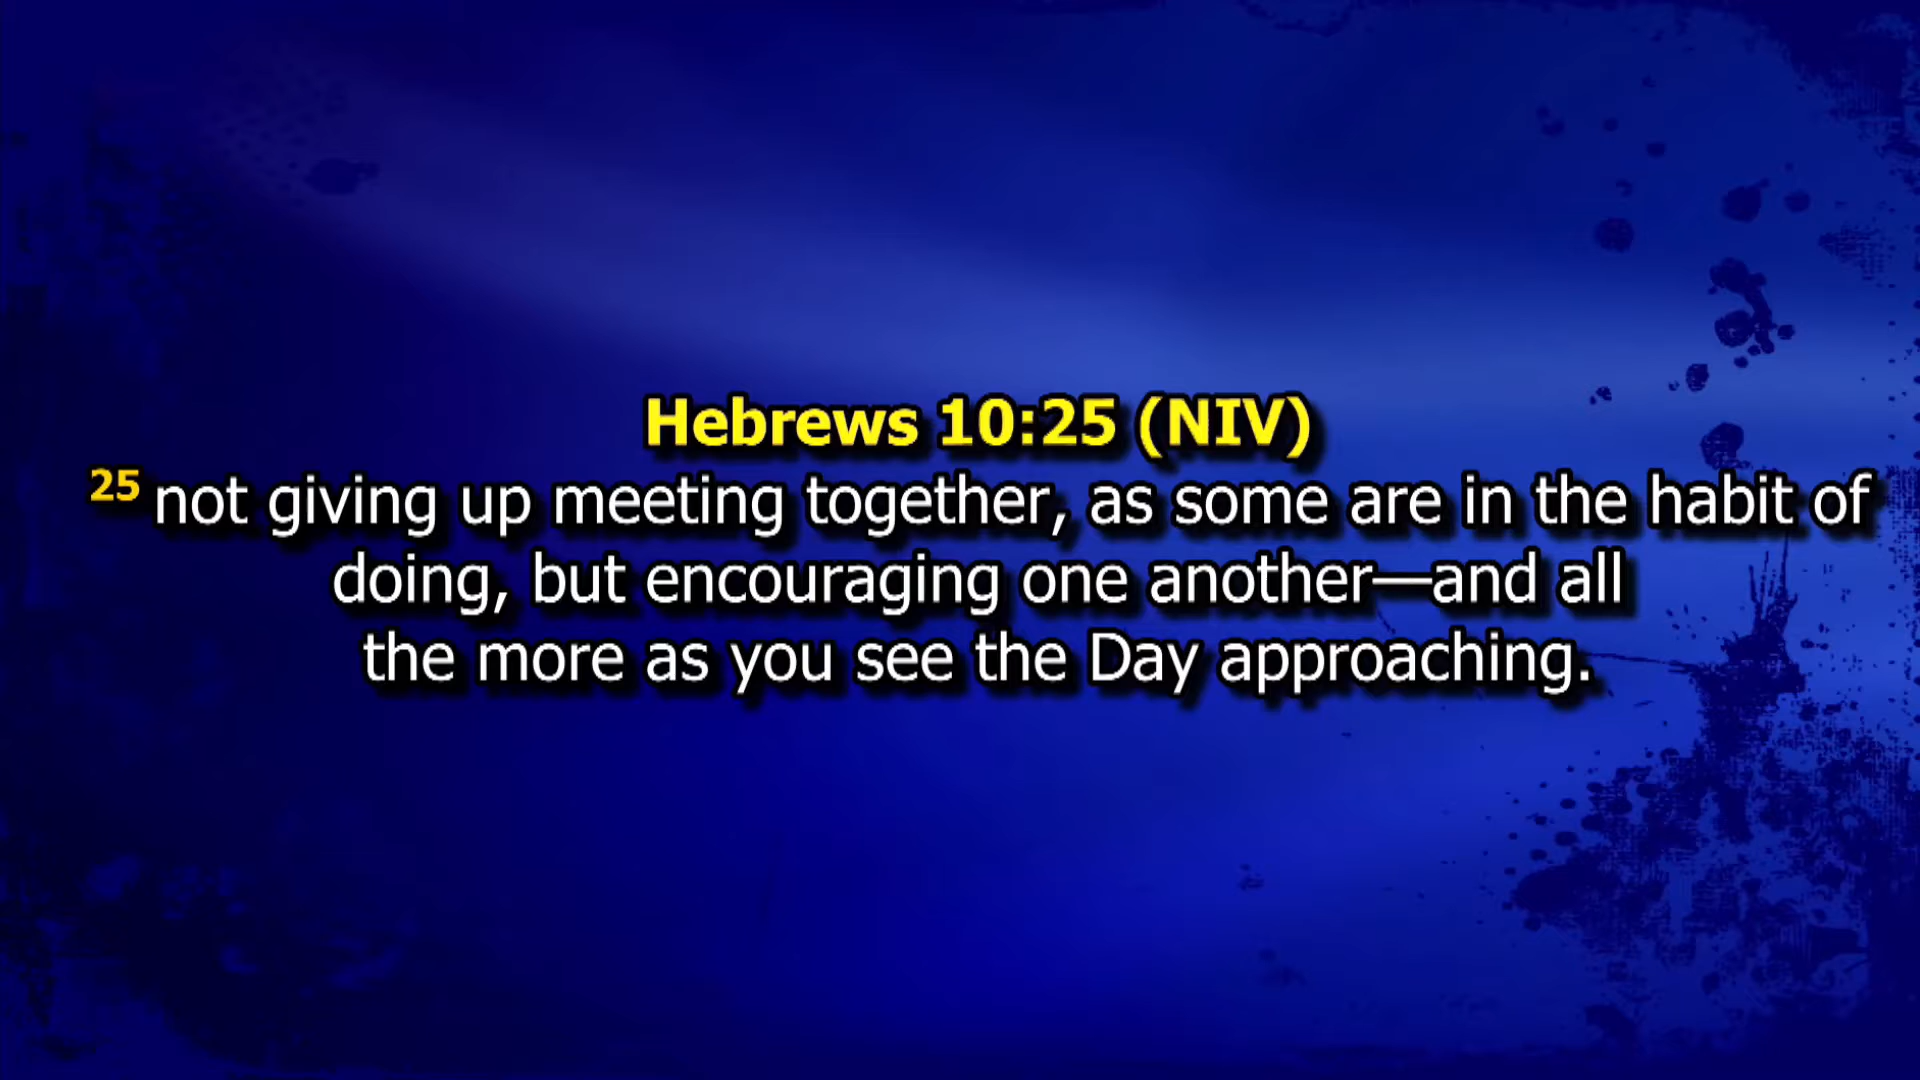 Hebrews 10:25 (NIV)
25 not giving up meeting together, as some are in the habit of
doing, but encouraging one another—and all
the more as you see the Day approaching.